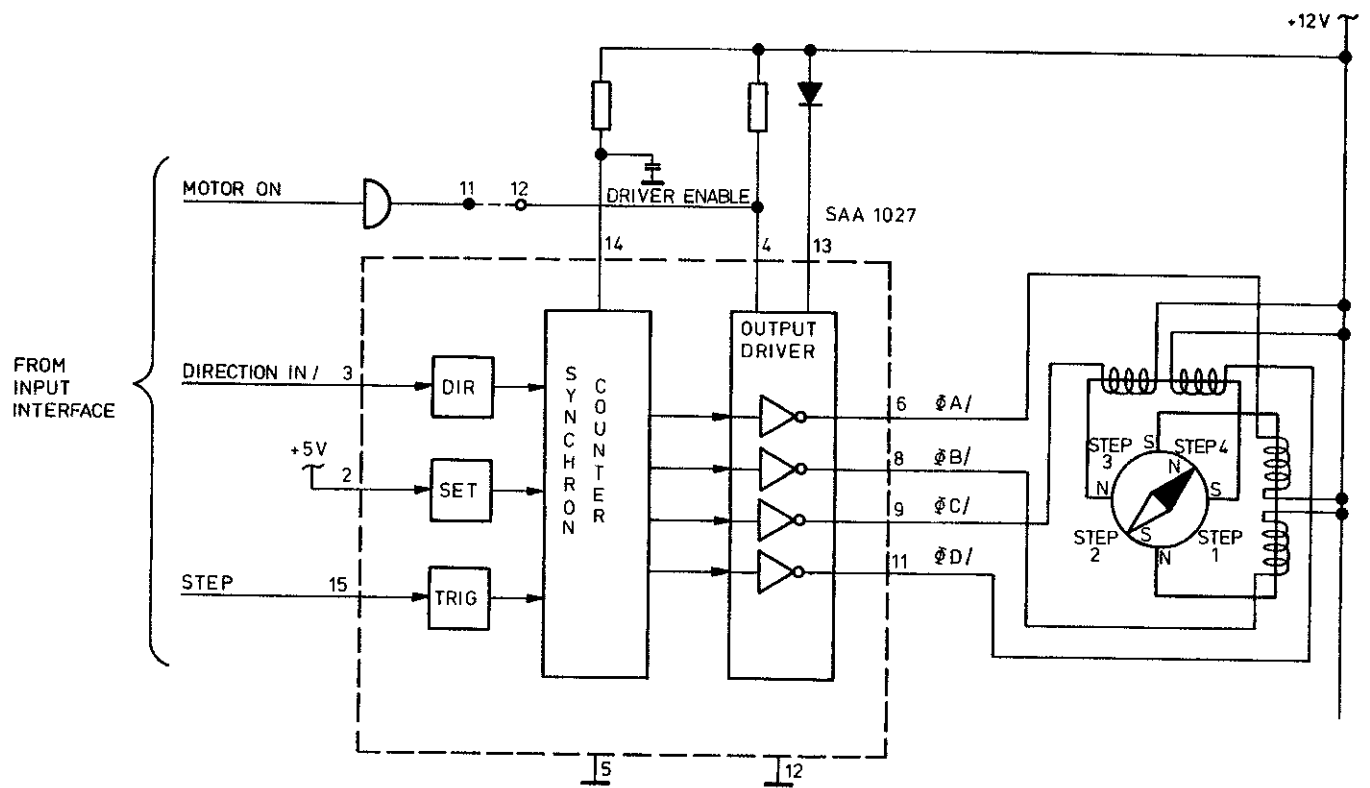 +12V
MOTOR ON
11
12
DRIVER ENABLE
SAA 1027
14
4
13
FROM
INPUT
INTERFACE
DIRECTION IN/
3
DIR
+5V
2
SET
STEP
15
TRIG
SYNCHRON
COUNTER
OUTPUT
DRIVER
6
ΦA/
8
ΦB/
9
ΦC/
11
ΦD/
STEP
3
S
STEP 4
N
N
S
S
STEP
2
N
STEP
1
5
12